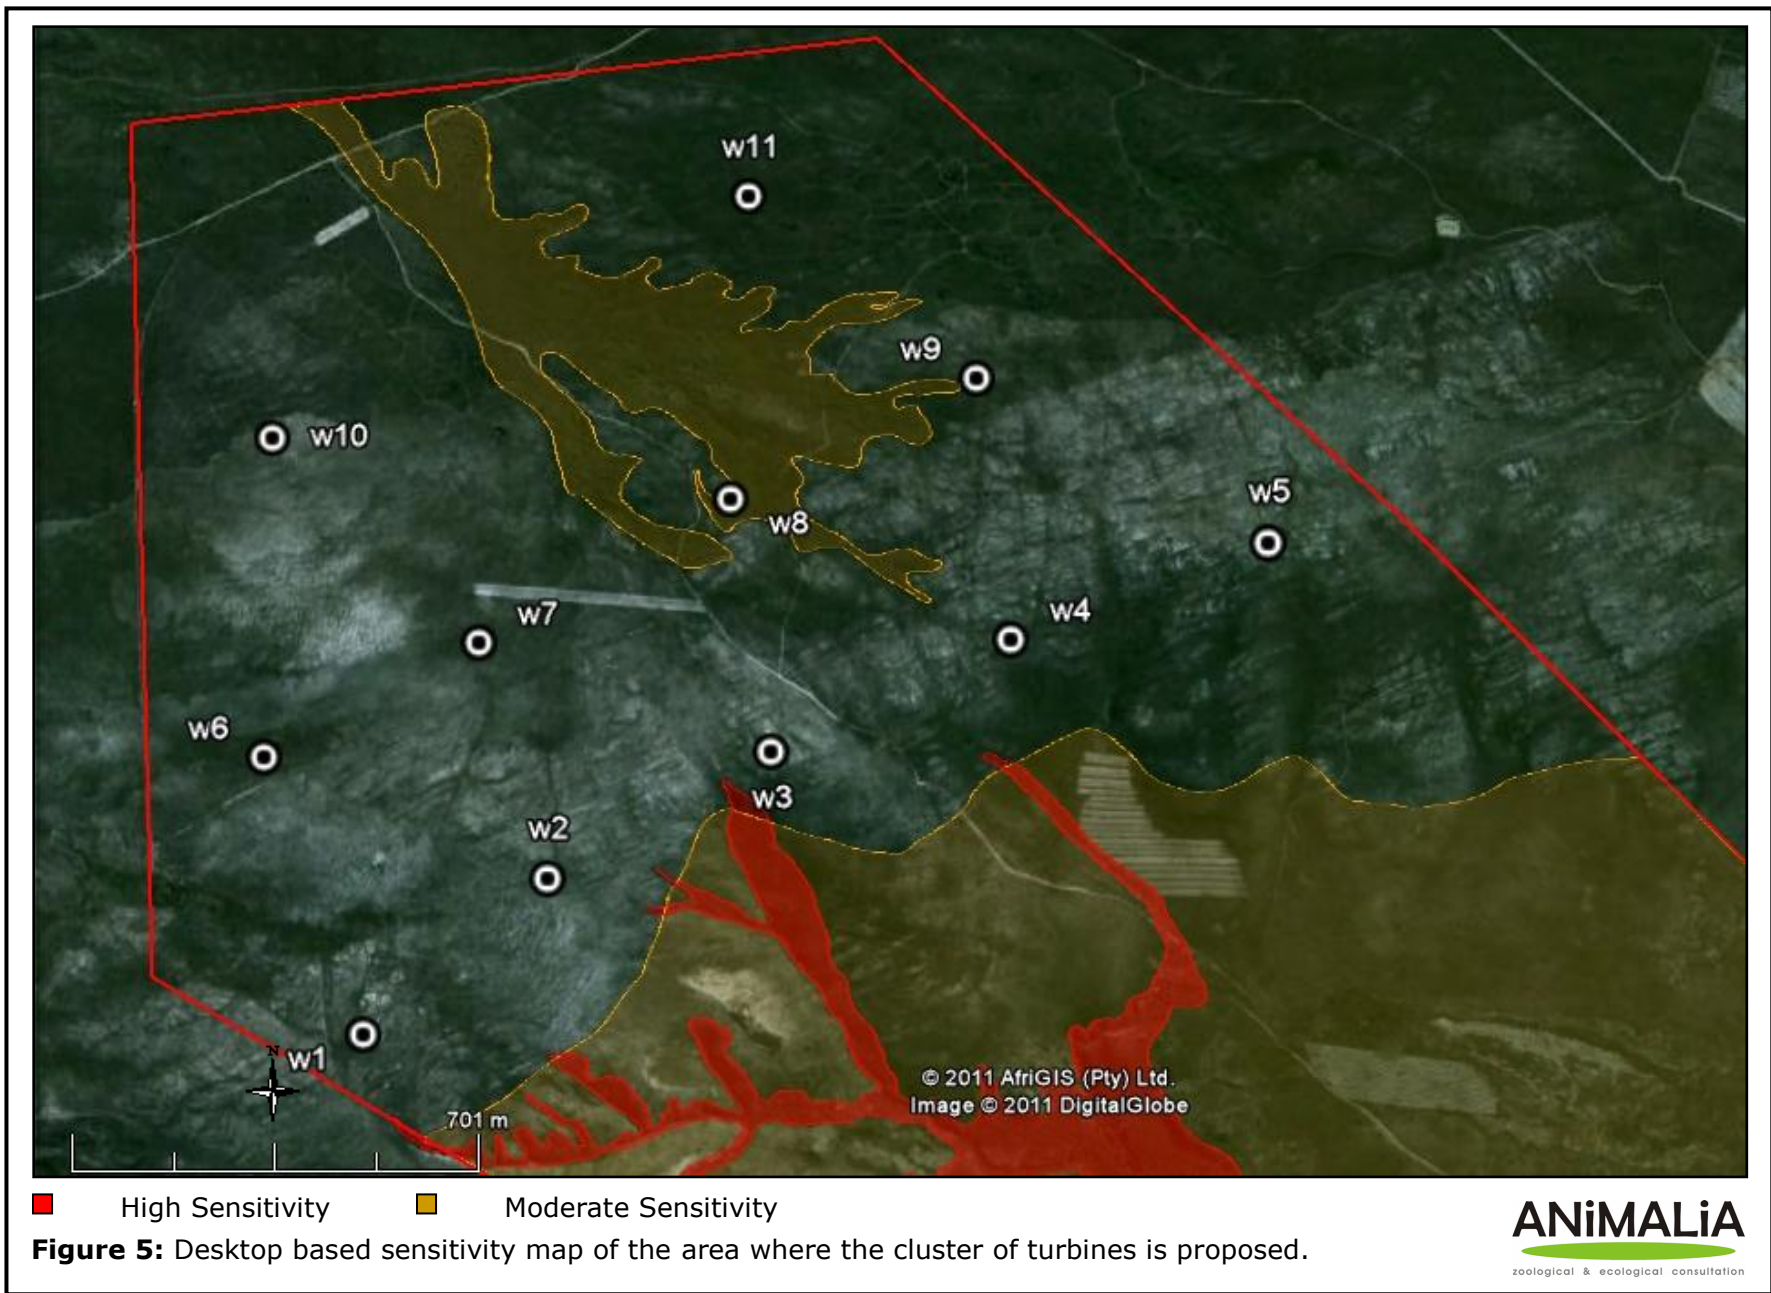 w11
w9
w10
w5
w8
w4
w7
w6
w3
w2
w1
N
701 m
© 2011 AfriGIS (Pty) Ltd.
Image © 2011 DigitalGlobe
High Sensitivity
Moderate Sensitivity
Figure 5: Desktop based sensitivity map of the area where the cluster of turbines is proposed.
ANiMALiA
zoological & ecological consultation